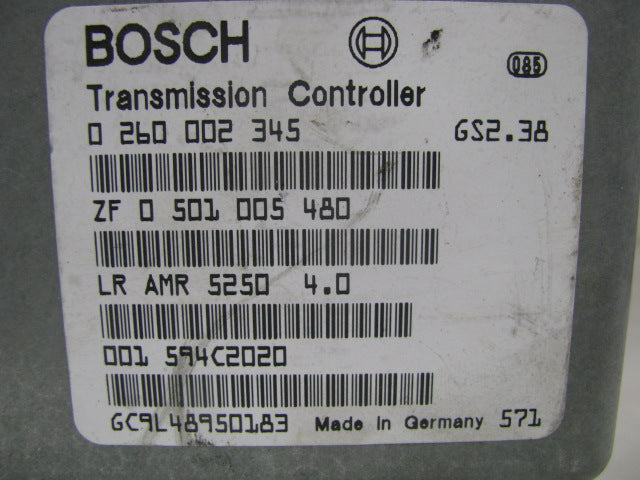 BOSCH
085
Transmission Controller
0 260 002 345 GS2.38
ZF 0 501 005 480
LR AMR 5250 4.0
001 594C2020
GC9L48950183 Made in Germany 571